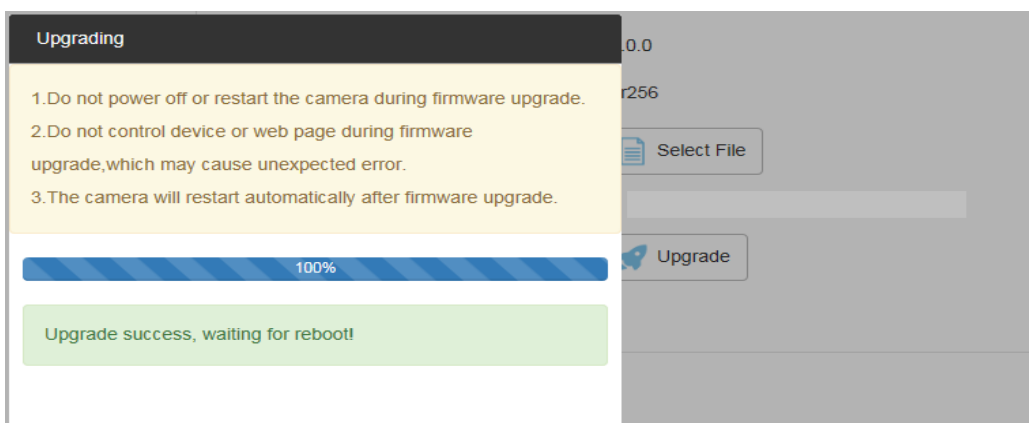 Upgrading
1.Do not power off or restart the camera during firmware upgrade.
2.Do not control device or web page during firmware
upgrade,which may cause unexpected error.
3.The camera will restart automatically after firmware upgrade.
100%
Upgrade success, waiting for reboot!
.0.0
r256
Select File
Upgrade